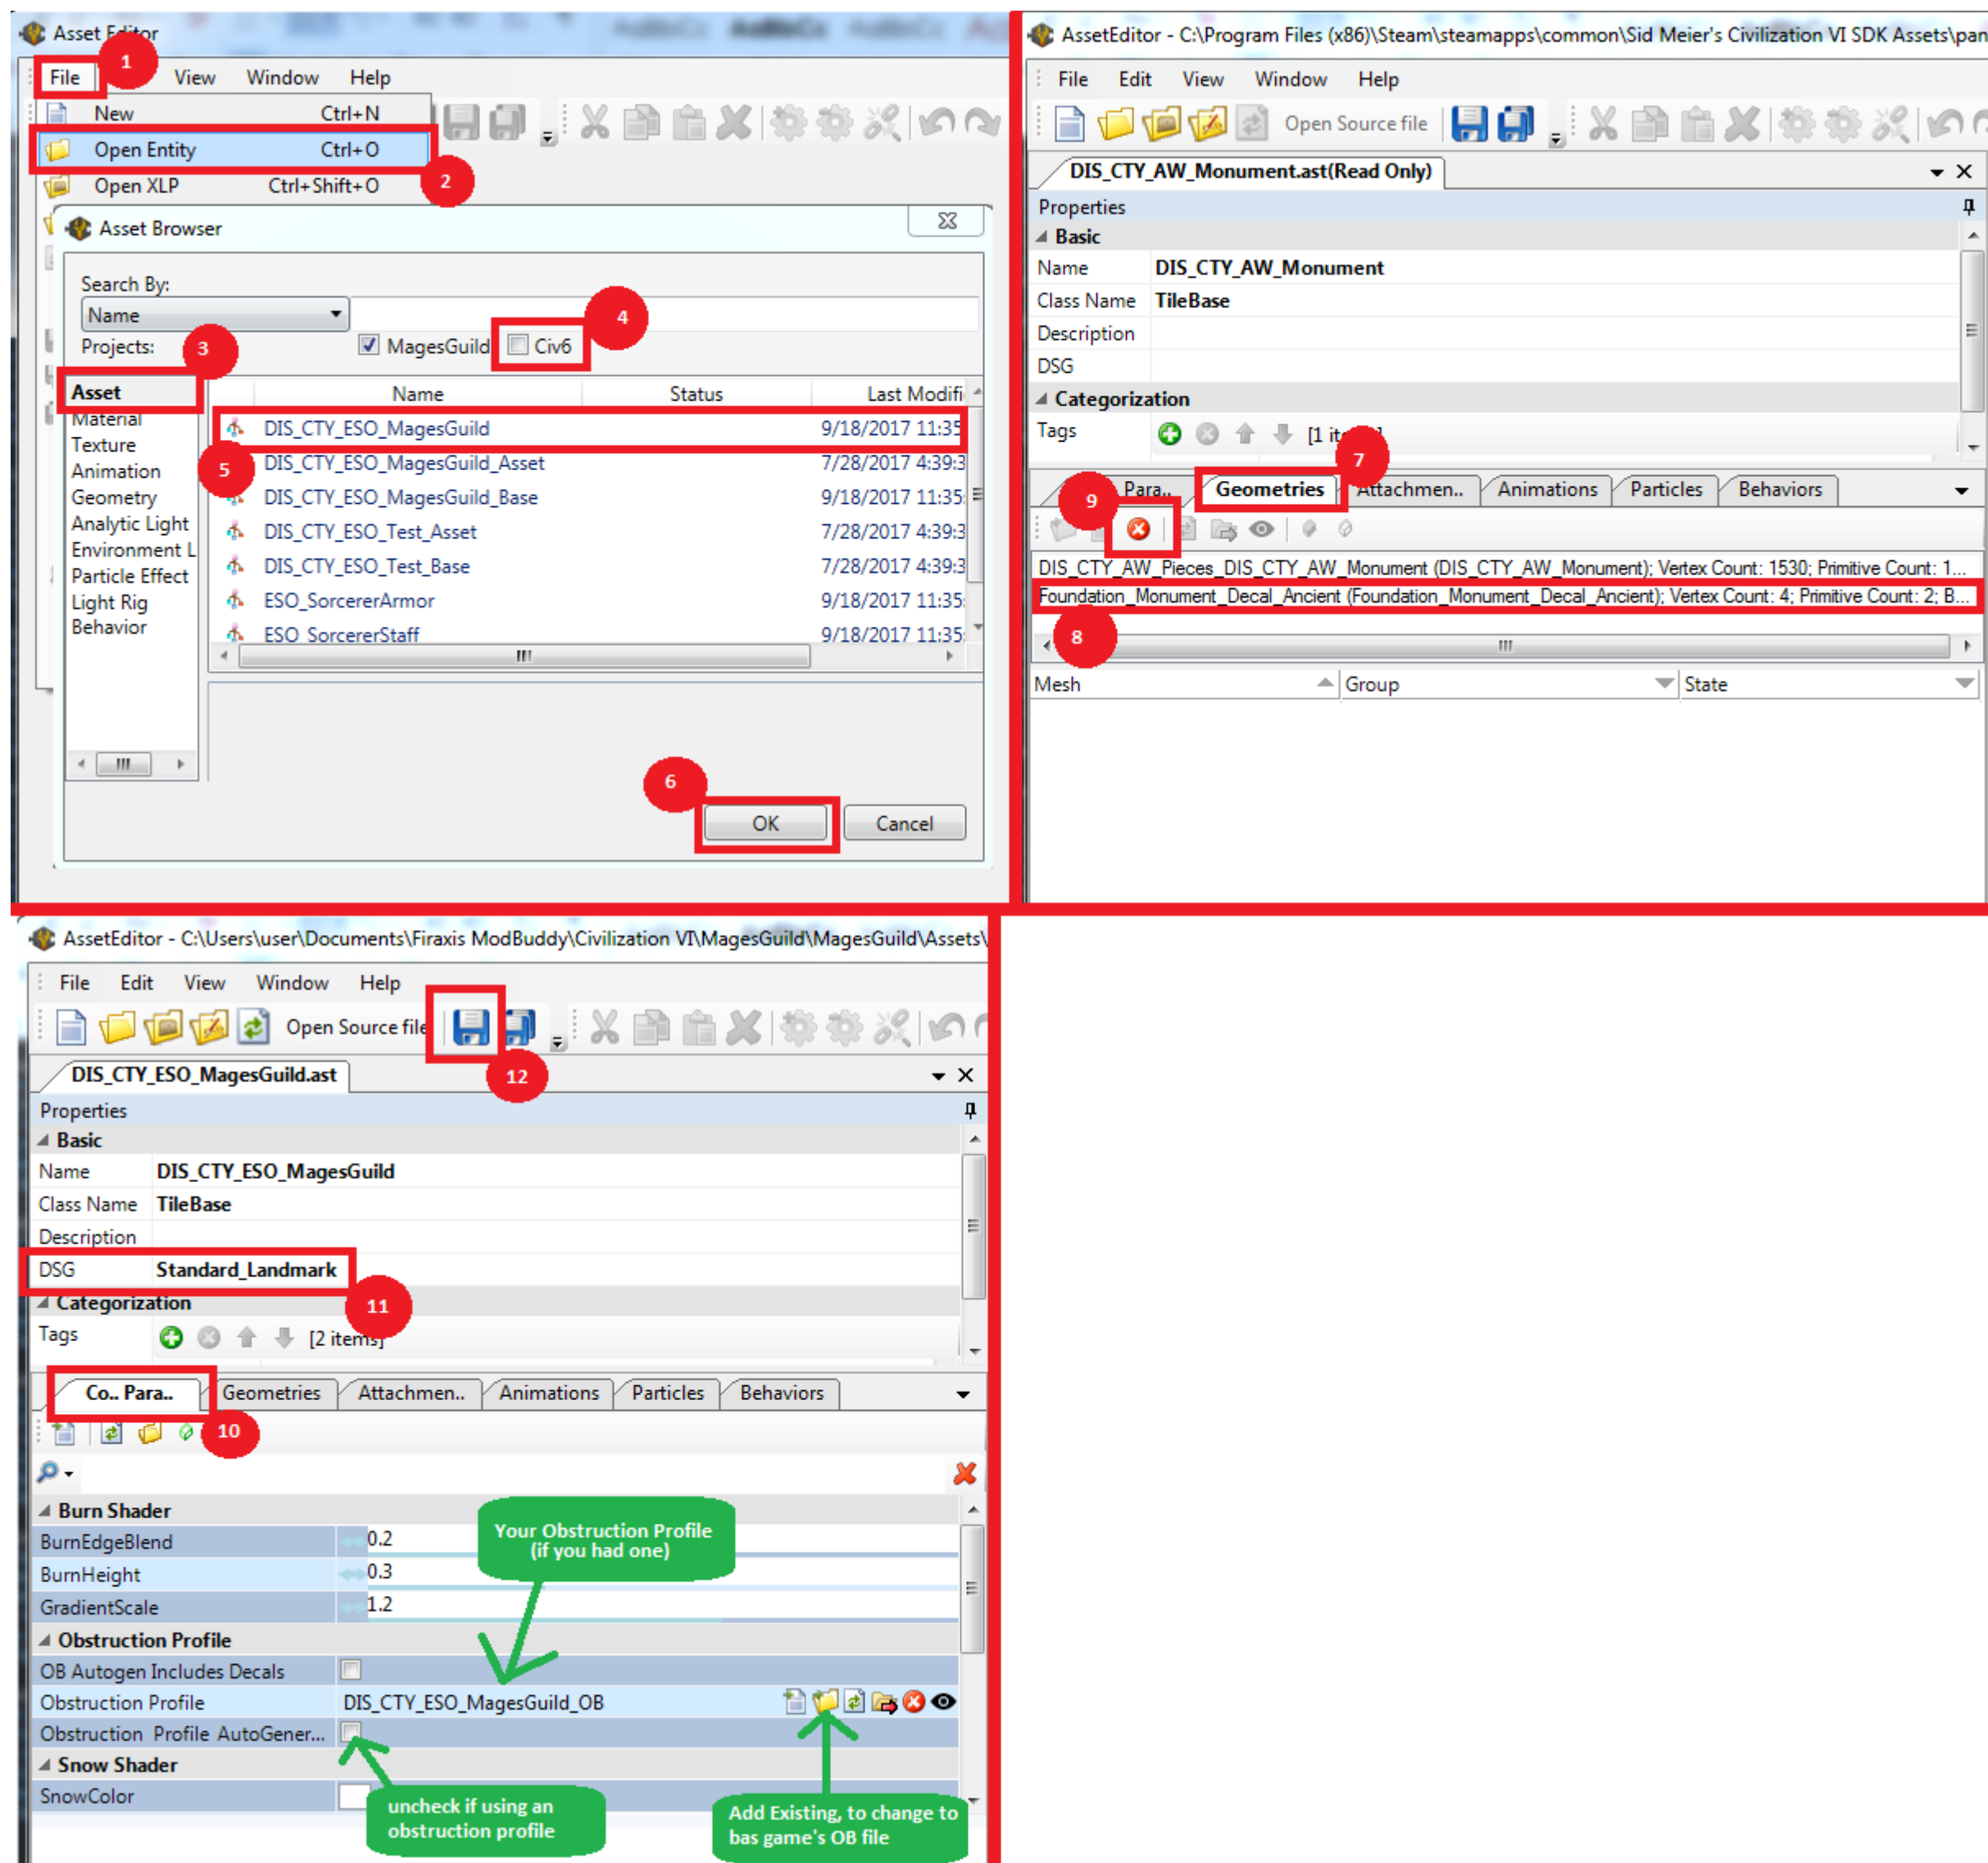 Asset Editor
1
File View Window Help
New Ctrl+N
Open Entity Ctrl+O
Open XLP Ctrl+Shift+O
2
Asset Browser
Search By:
Name
4
Projects: 3 MagesGuild Civ6
Asset Name Status Last Modifi
Material
Texture
Animation
Geometry
Analytic Light
Environment L
Particle Effect
Light Rig
Behavior
DIS_CTY_ESO_MagesGuild 9/18/2017 11:35
5
DIS_CTY_ESO_MagesGuild_Asset 7/28/2017 4:39:3
DIS_CTY_ESO_MagesGuild_Base 9/18/2017 11:35:
DIS_CTY_ESO_Test_Asset 7/28/2017 4:39:3
DIS_CTY_ESO_Test_Base 7/28/2017 4:39:3
ESO_SorcererArmor 9/18/2017 11:35:
ESO_SorcererStaff 9/18/2017 11:35:
6
OK Cancel
AssetEditor - C:\Program Files (x86)\Steam\steamapps\common\Sid Meier's Civilization VI SDK Assets\pan
File Edit View Window Help
Open Source file
DIS_CTY_AW_Monument.ast(Read Only)
Properties
Basic
Name DIS_CTY_AW_Monument
Class Name TileBase
Description
DSG
Categorization
Tags [1 it
7
9
Para.. Geometries Attachmen.. Animations Particles Behaviors
DIS_CTY_AW_Pieces_DIS_CTY_AW_Monument (DIS_CTY_AW_Monument); Vertex Count: 1530; Primitive Count: 1...
Foundation_Monument_Decal_Ancient (Foundation_Monument_Decal_Ancient); Vertex Count: 4; Primitive Count: 2; B...
8
Mesh Group State
AssetEditor - C:\Users\user\Documents\Firaxis ModBuddy\Civilization VI\MagesGuild\MagesGuild\Assets\
File Edit View Window Help
Open Source file
DIS_CTY_ESO_MagesGuild.ast
12
Properties
Basic
Name DIS_CTY_ESO_MagesGuild
Class Name TileBase
Description
DSG Standard_Landmark
11
Categorization
Tags [2 items]
Co.. Para.. Geometries Attachmen.. Animations Particles Behaviors
10
Burn Shader
BurnEdgeBlend 0.2
BurnHeight 0.3
GradientScale 1.2
Your Obstruction Profile
(if you had one)
Obstruction Profile
OB Autogen Includes Decals
Obstruction Profile DIS_CTY_ESO_MagesGuild_OB
Obstruction Profile AutoGener...
Snow Shader
SnowColor
uncheck if using an
obstruction profile
Add Existing, to change to
bas game's OB file